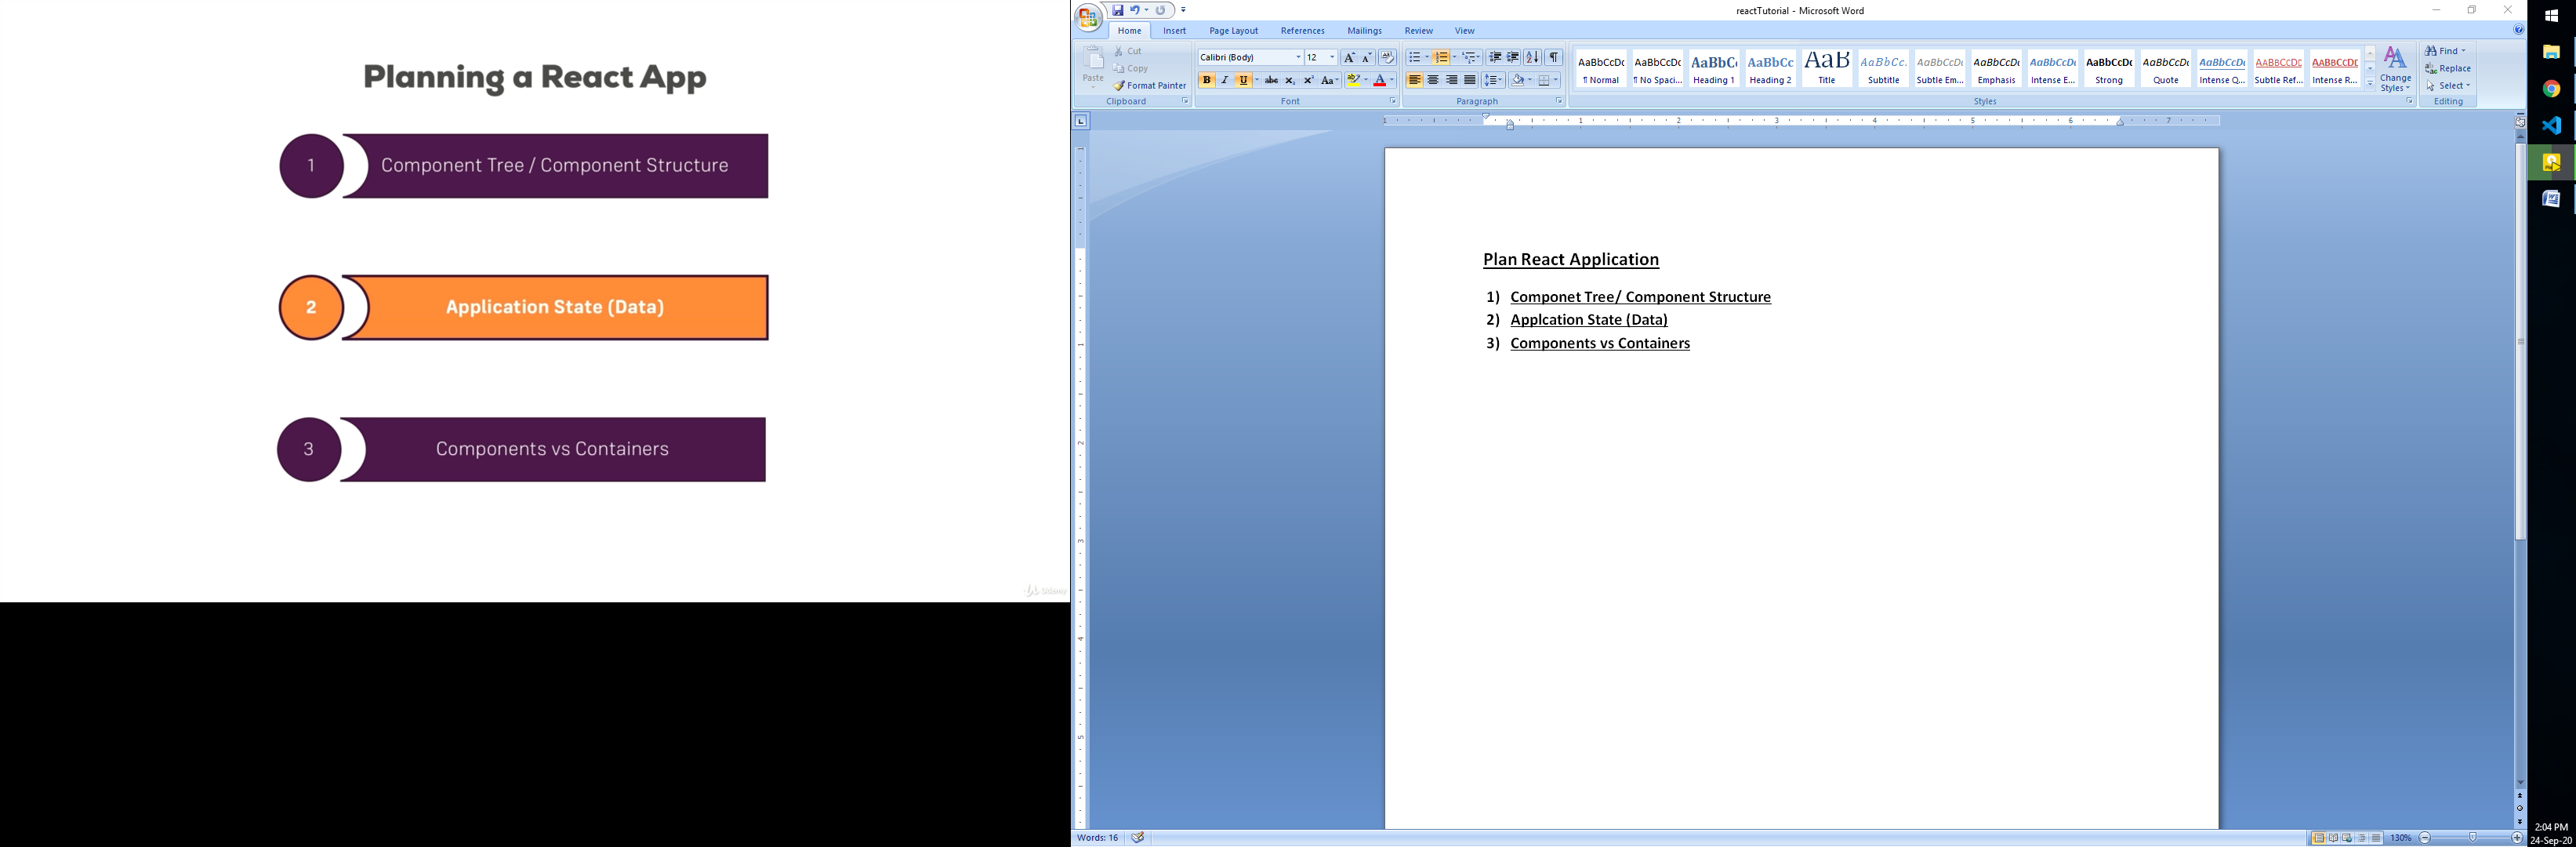 Planning a React App
1
Component Tree / Component Structure
2
Application State (Data)
3
Components vs Containers
Udemy
reactTutorial - Microsoft Word
Home Insert Page Layout References Mailings Review View
Paste
Cut
Copy
Format Painter
Clipboard
Calibri (Body) 12
Font
Paragraph
AaBbCcDc AaBbCcDc AaBbC AaBbCc AaB AaBbCc. AaBbCcDc AaBbCcDc AaBbCcDc AaBbCcDc AaBbCcDc AaBbCcDc AaBbCcDc AaBbCcDc
¶ Normal ¶ No Spaci... Heading 1 Heading 2 Title Subtitle Subtle Em... Emphasis Intense E... Strong Quote Intense Q... Subtle Ref... Intense R...
Change Styles
Styles
Find
Replace
Select
Editing
Plan React Application
1) Componet Tree/ Component Structure
2) Applcation State (Data)
3) Components vs Containers
Words: 16
130%
2:04 PM
24-Sep-20